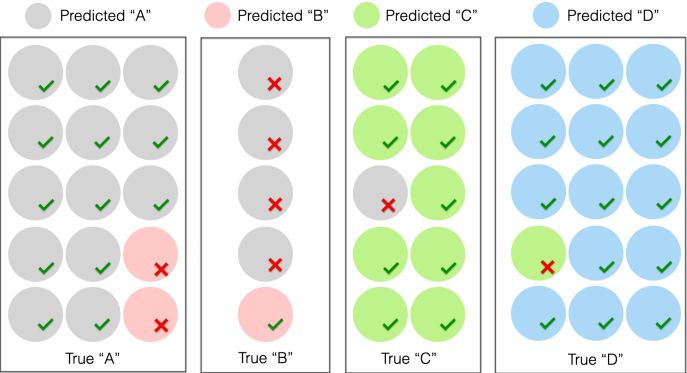 Predicted “A”
Predicted “B”
Predicted “C”
Predicted “D”
True “A”
True “B”
True “C”
True “D”